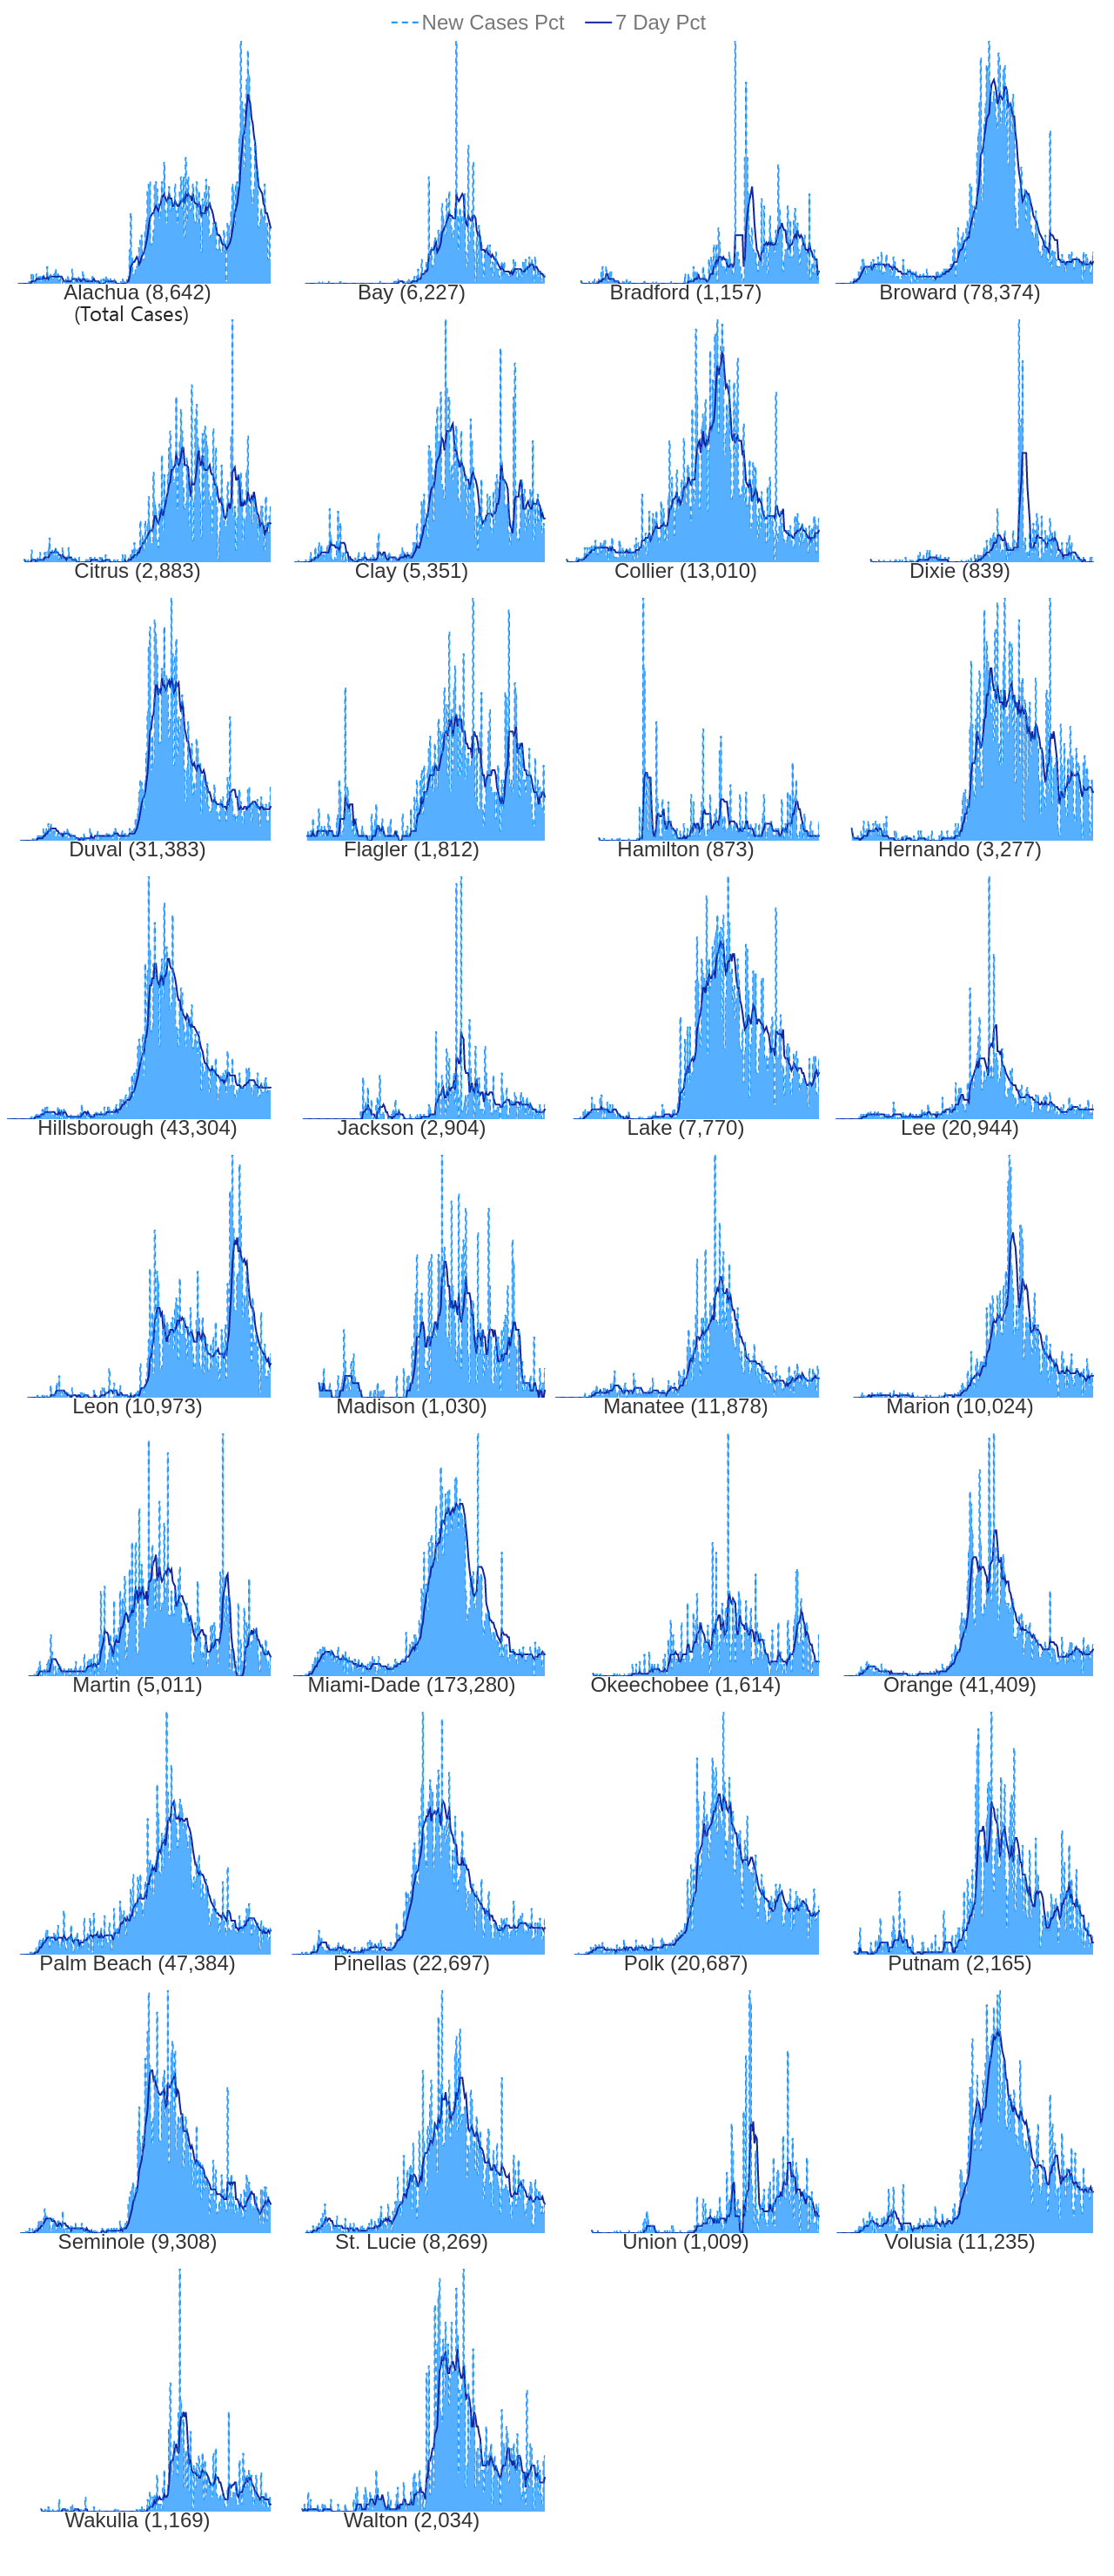 New Cases Pct 7 Day Pct
Alachua (8,642) Bay (6,227) Bradford (1,157) Broward (78,374)
(Total Cases)
Citrus (2,883) Clay (5,351) Collier (13,010) Dixie (839)
Duval (31,383) Flagler (1,812) Hamilton (873) Hernando (3,277)
Hillsborough (43,304) Jackson (2,904) Lake (7,770) Lee (20,944)
Leon (10,973) Madison (1,030) Manatee (11,878) Marion (10,024)
Martin (5,011) Miami-Dade (173,280) Okeechobee (1,614) Orange (41,409)
Palm Beach (47,384) Pinellas (22,697) Polk (20,687) Putnam (2,165)
Seminole (9,308) St. Lucie (8,269) Union (1,009) Volusia (11,235)
Wakulla (1,169) Walton (2,034)